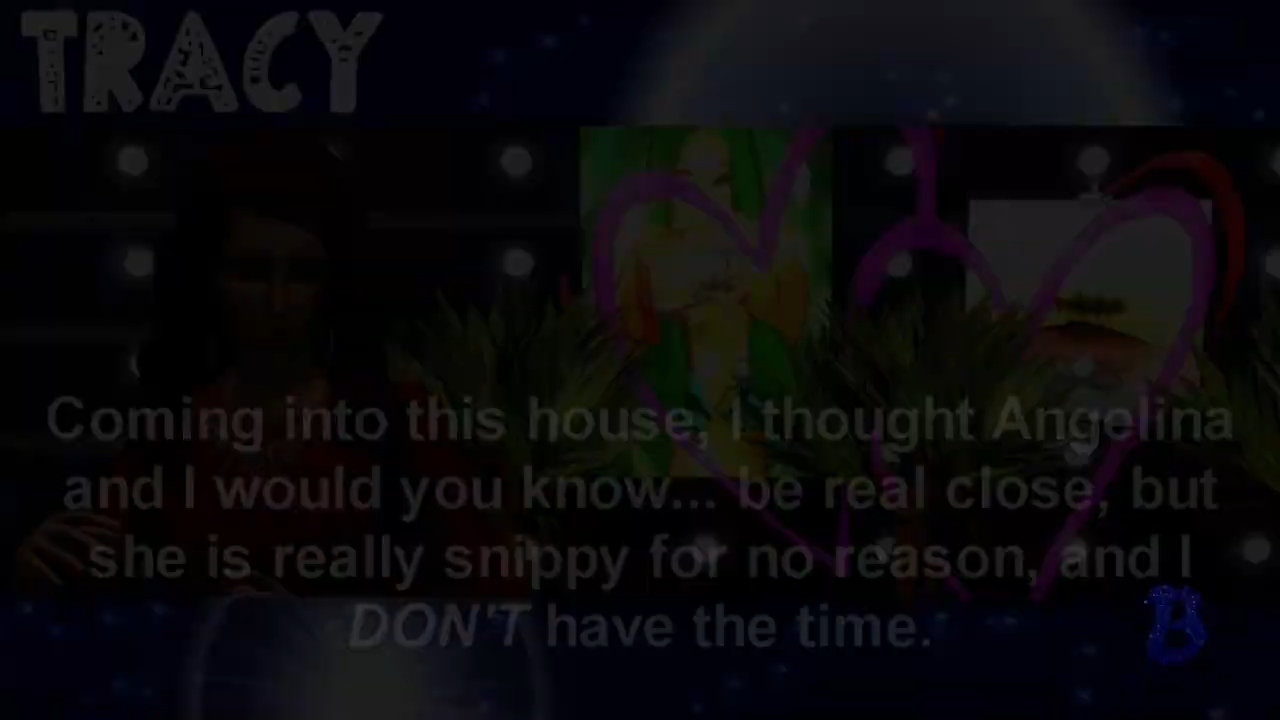 TRACY
Coming into this house, I thought Angelina
and I would you know... be real close, but
she is really snippy for no reason, and I
DON'T have the time.
B